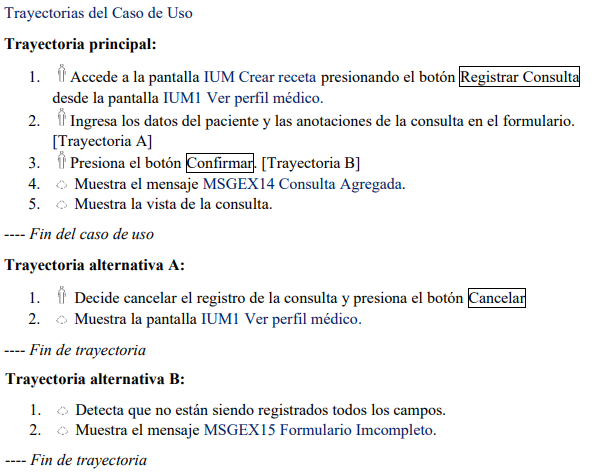 Trayectorias del Caso de Uso
Trayectoria principal:
1. Accede a la pantalla IUM Crear receta presionando el botón Registrar Consulta
desde la pantalla IUM1 Ver perfil médico.
2. Ingresa los datos del paciente y las anotaciones de la consulta en el formulario.
[Trayectoria A]
3. Presiona el botón Confirmar. [Trayectoria B]
4. Muestra el mensaje MSGEX14 Consulta Agregada.
5. Muestra la vista de la consulta.
---- Fin del caso de uso
Trayectoria alternativa A:
1. Decide cancelar el registro de la consulta y presiona el botón Cancelar
2. Muestra la pantalla IUM1 Ver perfil médico.
---- Fin de trayectoria
Trayectoria alternativa B:
1. Detecta que no están siendo registrados todos los campos.
2. Muestra el mensaje MSGEX15 Formulario Imcompleto.
---- Fin de trayectoria